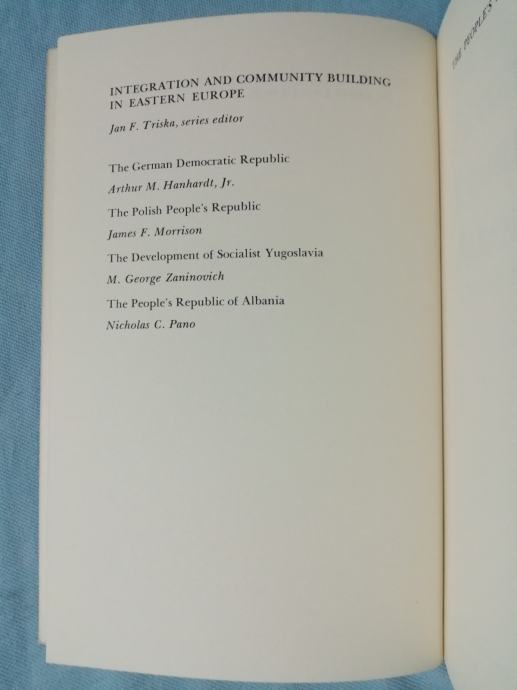 INTEGRATION AND COMMUNITY BUILDING
IN EASTERN EUROPE
Jan F. Triska, series editor
The German Democratic Republic
Arthur M. Hanhardt, Jr.
The Polish People's Republic
James F. Morrison
The Development of Socialist Yugoslavia
M. George Zaninovich
The People's Republic of Albania
Nicholas C. Pano
THE PEOPLE'S